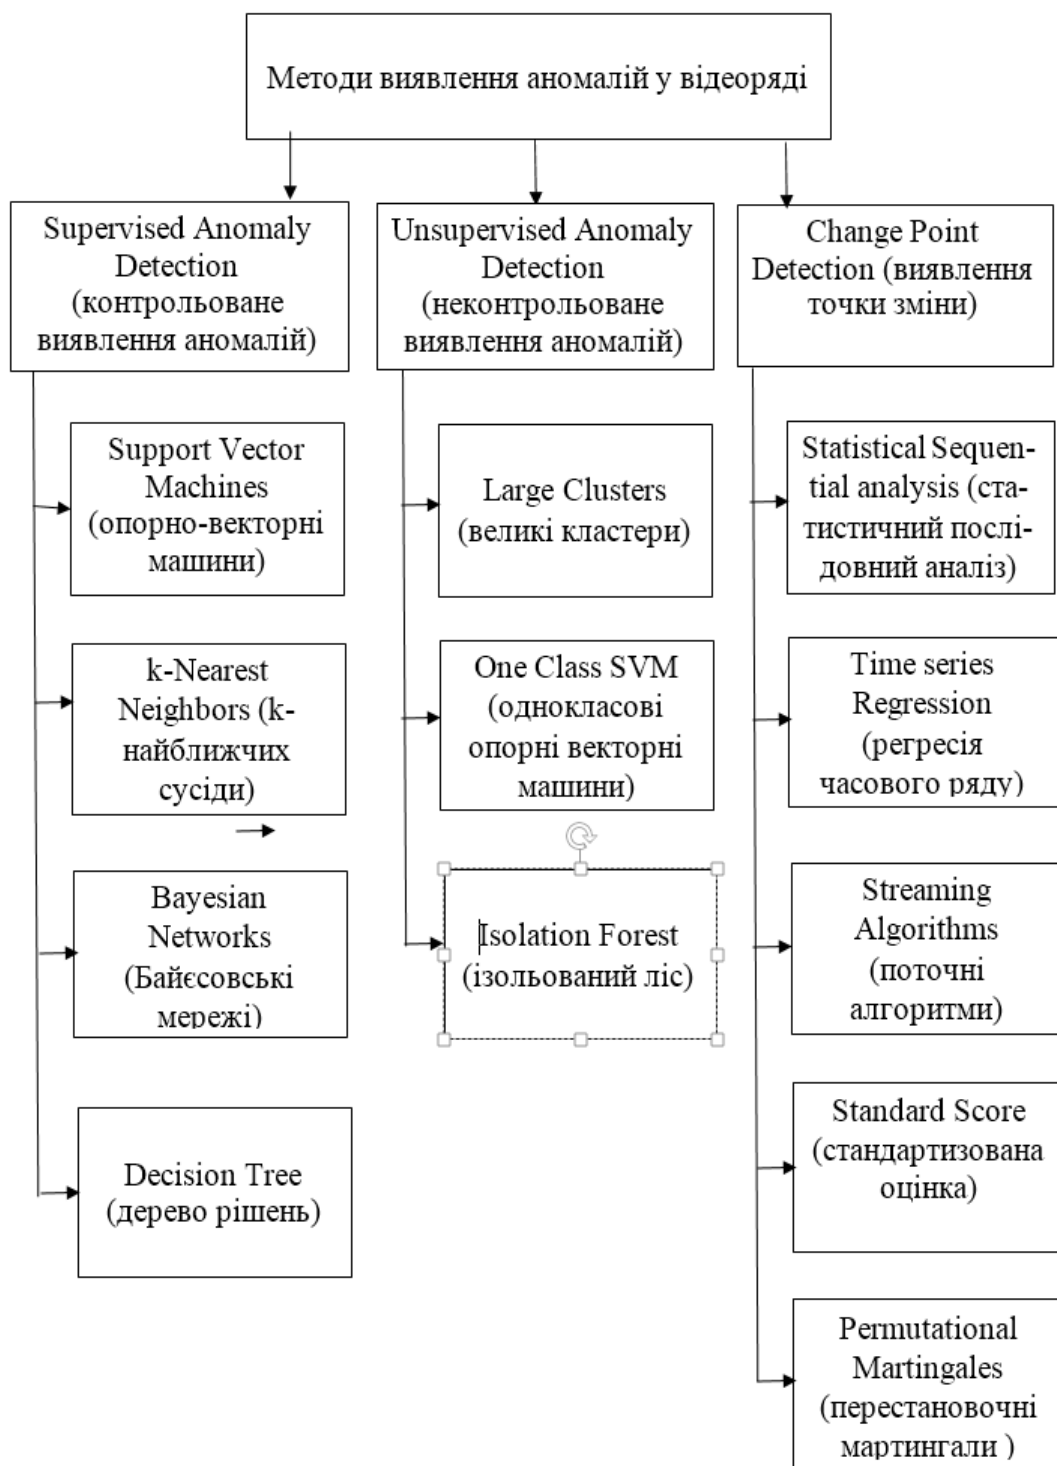 Методи виявлення аномалій у відеоряді
Supervised Anomaly
Detection
(контрольоване
виявлення аномалій)
Support Vector
Machines
(опорно-векторні
машини)
k-Nearest
Neighbors (k-
найближчих
сусіди)
Bayesian
Networks
(Байєсовські
мережі)
Decision Tree
(дерево рішень)
Unsupervised Anomaly
Detection
(неконтрольоване
виявлення аномалій)
Large Clusters
(великі кластери)
One Class SVM
(однокласові
опорні векторні
машини)
Isolation Forest
(ізольований ліс)
Change Point
Detection (виявлення
точки зміни)
Statistical Sequen-
tial analysis (ста-
тистичний послі-
довний аналіз)
Time series
Regression
(регресія
часового ряду)
Streaming
Algorithms
(поточні
алгоритми)
Standard Score
(стандартизована
оцінка)
Permutational
Martingales
(перестановочні
мартингали )